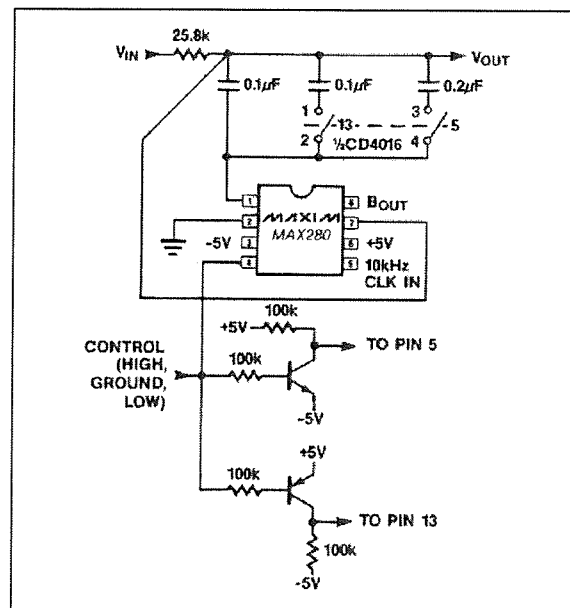 25.8k
VIN
VOUT
0.1µF
0.1µF
0.2µF
1
2
13
3
4
5
½CD4016
1
2
3
4
MAXIM
MAX280
8
7
6
5
BOUT
-5V
+5V
10kHz
CLK IN
100k
+5V
TO PIN 5
CONTROL
(HIGH,
GROUND,
LOW)
100k
-5V
+5V
100k
TO PIN 13
100k
-5V